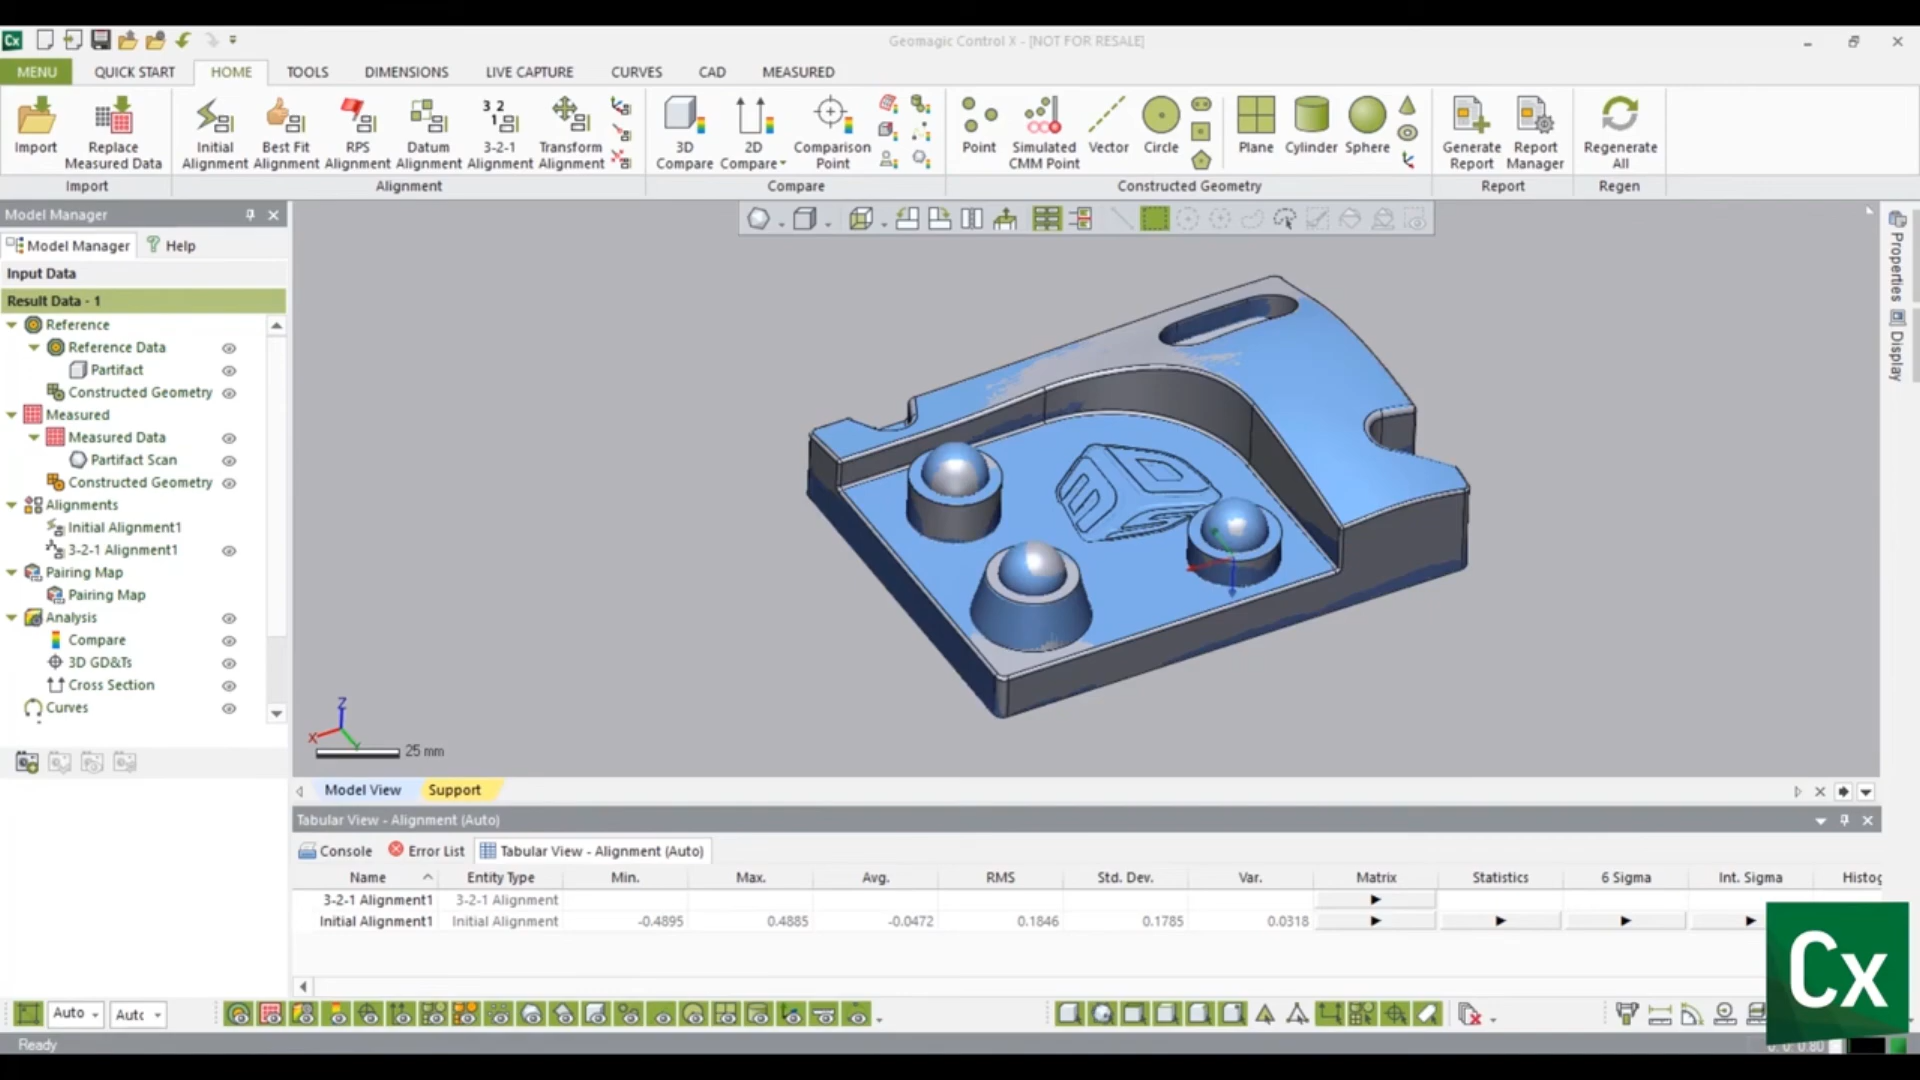 Cx
Geomagic Control X - [NOT FOR RESALE]
MENU QUICK START HOME TOOLS DIMENSIONS LIVE CAPTURE CURVES CAD MEASURED
3 2
1
Import Replace Measured Data Initial Alignment Best Fit Alignment RPS Alignment Datum Alignment 3-2-1 Alignment Transform Alignment 3D Compare 2D Compare Comparison Point Point Simulated CMM Point Vector Circle Plane Cylinder Sphere Generate Report Report Manager Regenerate All
Import Alignment Compare Constructed Geometry Report Regen
Model Manager
Model Manager Help
Input Data
Result Data - 1
Reference
Reference Data
Partifact
Constructed Geometry
Measured
Measured Data
Partifact Scan
Constructed Geometry
Alignments
Initial Alignment1
3-2-1 Alignment1
Pairing Map
Pairing Map
Analysis
Compare
3D GD&Ts
Cross Section
Curves
Properties
Display
Z
X
Y
25 mm
Model View Support
Tabular View - Alignment (Auto)
Console Error List Tabular View - Alignment (Auto)
Name Entity Type Min. Max. Avg. RMS Std. Dev. Var. Matrix Statistics 6 Sigma Int. Sigma Histog
3-2-1 Alignment1 3-2-1 Alignment
Initial Alignment1 Initial Alignment -0.4895 0.4885 -0.0472 0.1846 0.1785 0.0318
Auto Autc
Ready
Cx